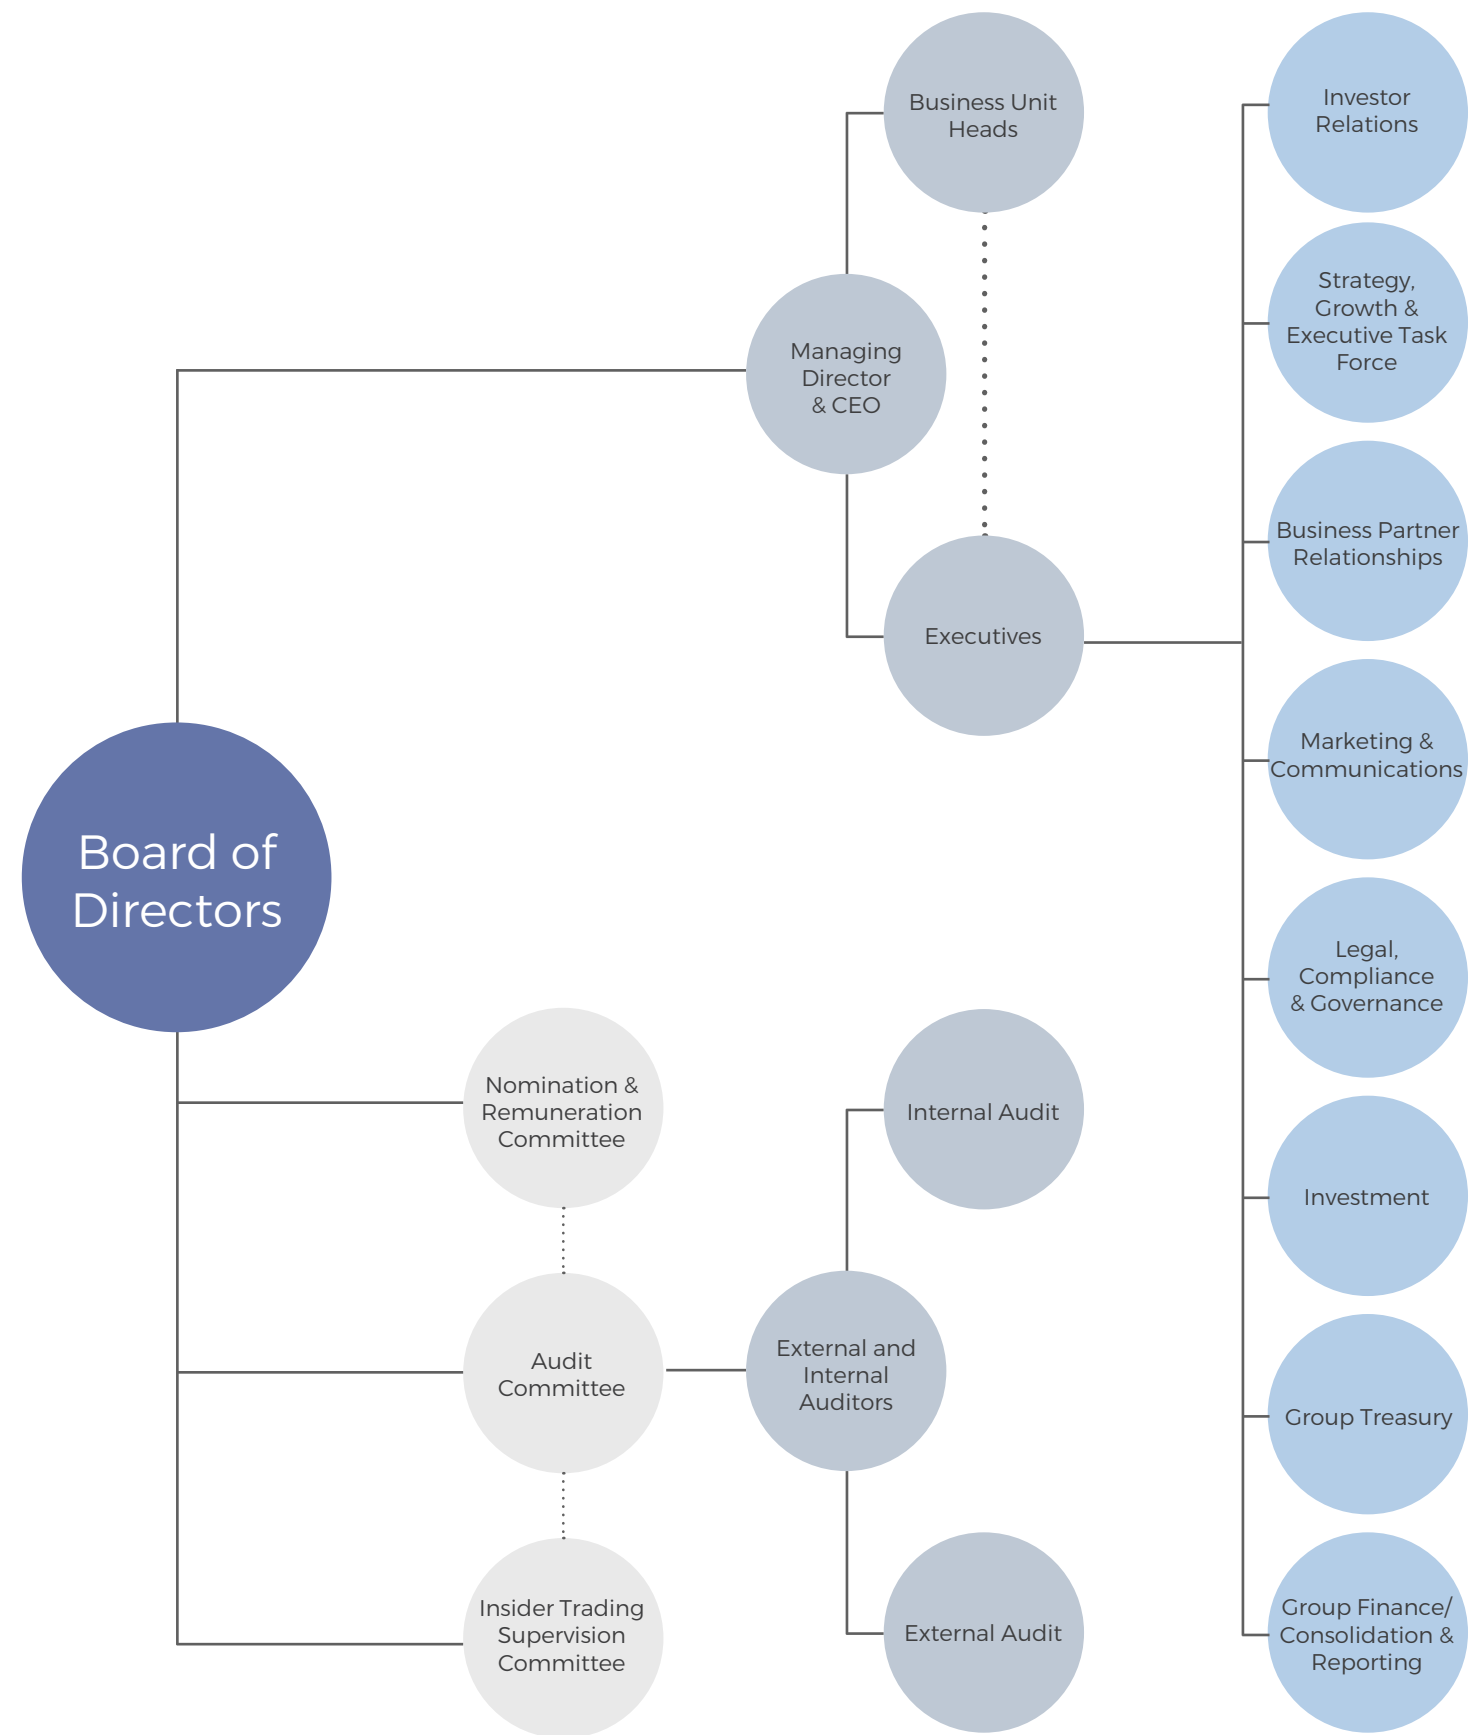 Business Unit
Heads
Investor
Relations
Strategy,
Growth &
Executive Task
Force
Managing
Director
& CEO
Business Partner
Relationships
Executives
Marketing &
Communications
Board of
Directors
Legal,
Compliance
& Governance
Nomination &
Remuneration
Committee
Internal Audit
Investment
Audit
Committee
External and
Internal
Auditors
Group Treasury
Insider Trading
Supervision
Committee
External Audit
Group Finance/
Consolidation &
Reporting